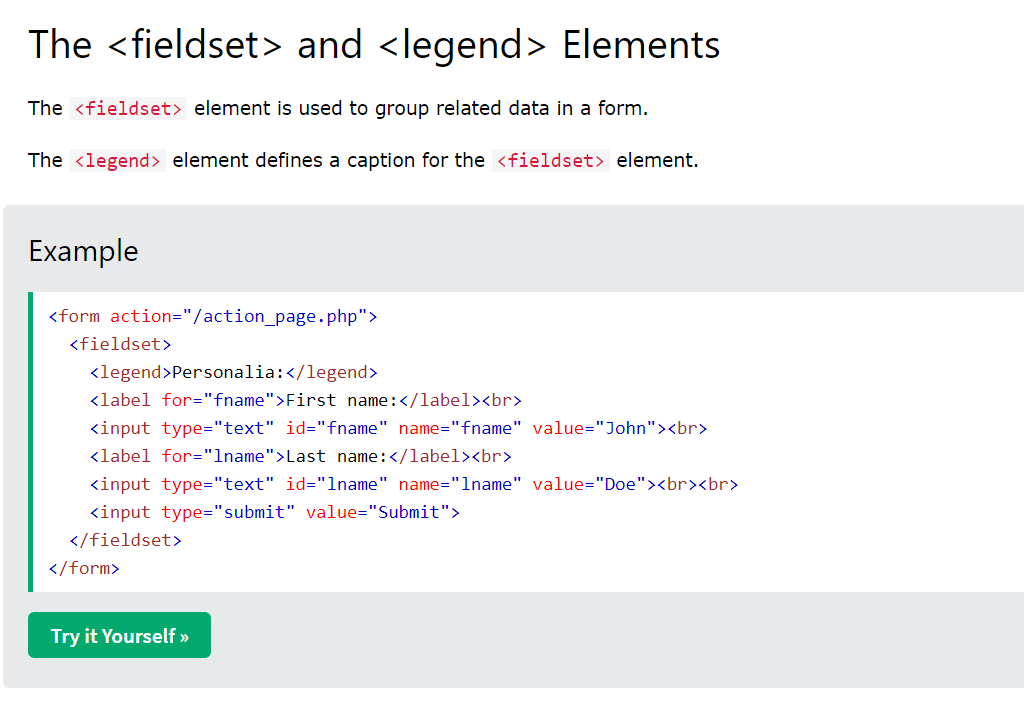 The <fieldset> and <legend> Elements
The <fieldset> element is used to group related data in a form.
The <legend> element defines a caption for the <fieldset> element.
Example
<form action="/action_page.php">
  <fieldset>
    <legend>Personalia:</legend>
    <label for="fname">First name:</label><br>
    <input type="text" id="fname" name="fname" value="John"><br>
    <label for="lname">Last name:</label><br>
    <input type="text" id="lname" name="lname" value="Doe"><br><br>
    <input type="submit" value="Submit">
  </fieldset>
</form>
Try it Yourself »